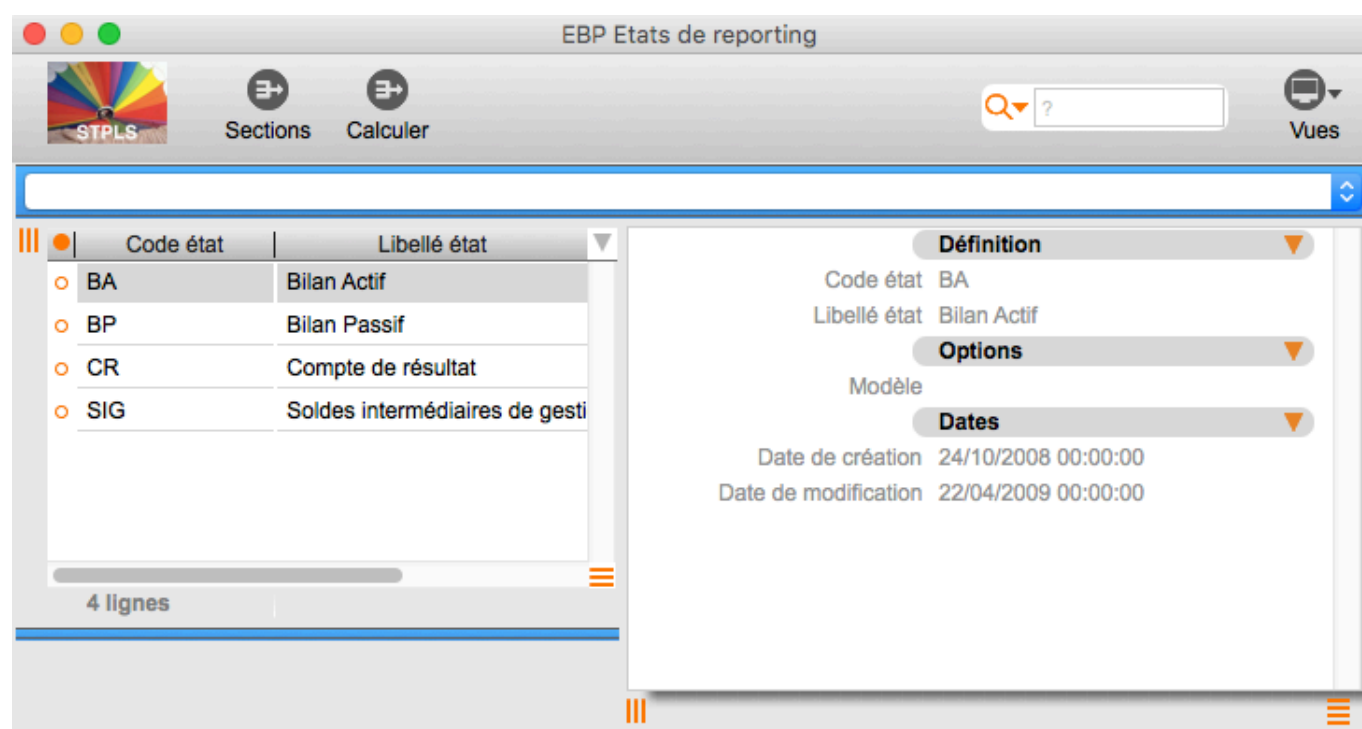 EBP Etats de reporting
STPLS
Sections Calculer
?
Vues
Code état Libellé état
BA Bilan Actif
BP Bilan Passif
CR Compte de résultat
SIG Soldes intermédiaires de gesti
4 lignes
Définition
Code état BA
Libellé état Bilan Actif
Options
Modèle
Dates
Date de création 24/10/2008 00:00:00
Date de modification 22/04/2009 00:00:00